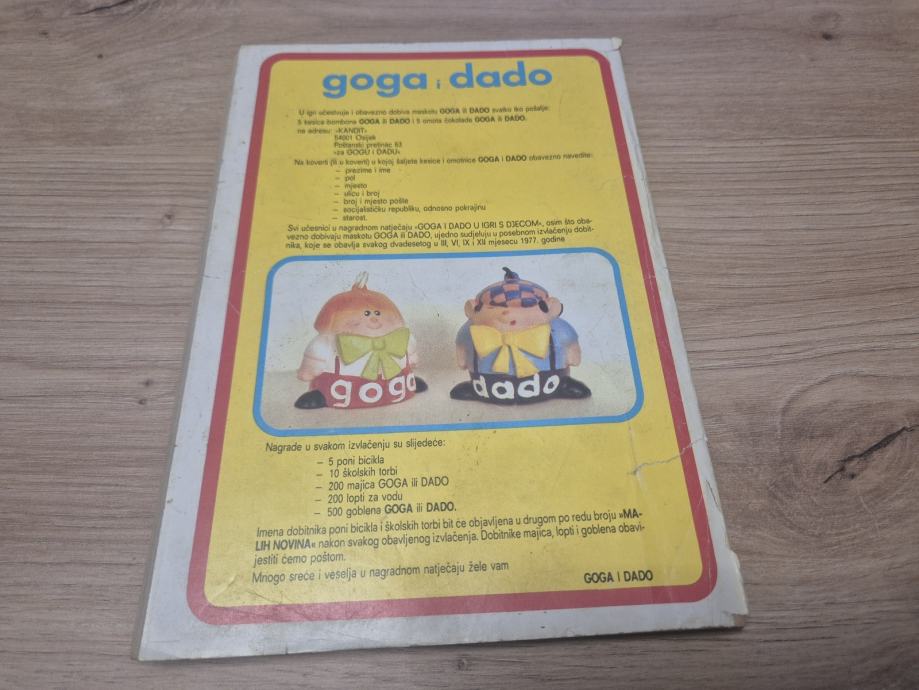 goga i dado
U igri učestvuje i obavezno dobiva maskotu GOGA ili DADO svatko tko pošalje:
5 kesica bombona GOGA ili DADO i 5 omota čokolade GOGA ili DADO.
na adresu: »KANDIT«
54001 Osijek
Poštanski pretinac 63
»za GOGU i DADU«
Na koverti (ili u koverti) u kojoj šaljete kesice i omotnice GOGA i DADO obavezno navedite:
– prezime i ime
– pol
– mjesto
– ulicu i broj
– broj i mjesto pošte
– socijalističku republiku, odnosno pokrajinu
– starost.
Svi učesnici u nagradnom natječaju »GOGA I DADO U IGRI S DJECOM«, osim što oba-
vezno dobivaju maskotu GOGA ili DADO, ujedno sudjeluju u posebnom izvlačenju dobit-
nika, koje se obavlja svakog dvadesetog u III, VI, IX i XII mjesecu 1977. godine
goga
dado
Nagrade u svakom izvlačenju su slijedeće:
– 5 poni bicikla
– 10 školskih torbi
– 200 majica GOGA ili DADO
– 200 lopti za vodu
– 500 goblena GOGA ili DADO.
Imena dobitnika poni bicikla i školskih torbi bit će objavljena u drugom po redu broju »MA-
LIH NOVINA« nakon svakog obavljenog izvlačenja. Dobitnike majica, lopti i goblena obavi-
jestiti ćemo poštom.
Mnogo sreće i veselja u nagradnom natječaju žele vam
GOGA I DADO